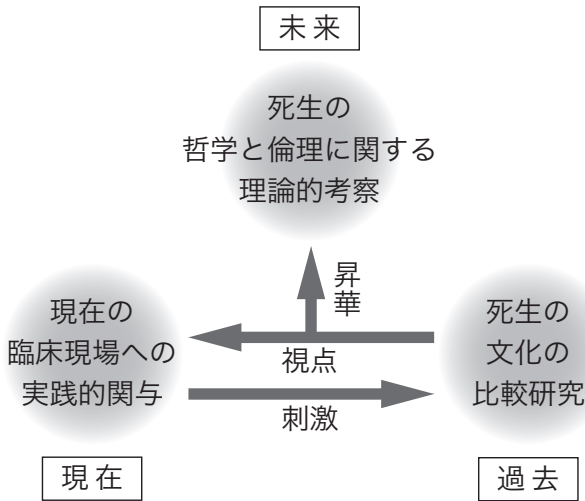 未来
死生の
哲学と倫理に関する
理論的考察
昇華
現在の
臨床現場への
実践的関与
視点
刺激
死生の
文化の
比較研究
現在
過去